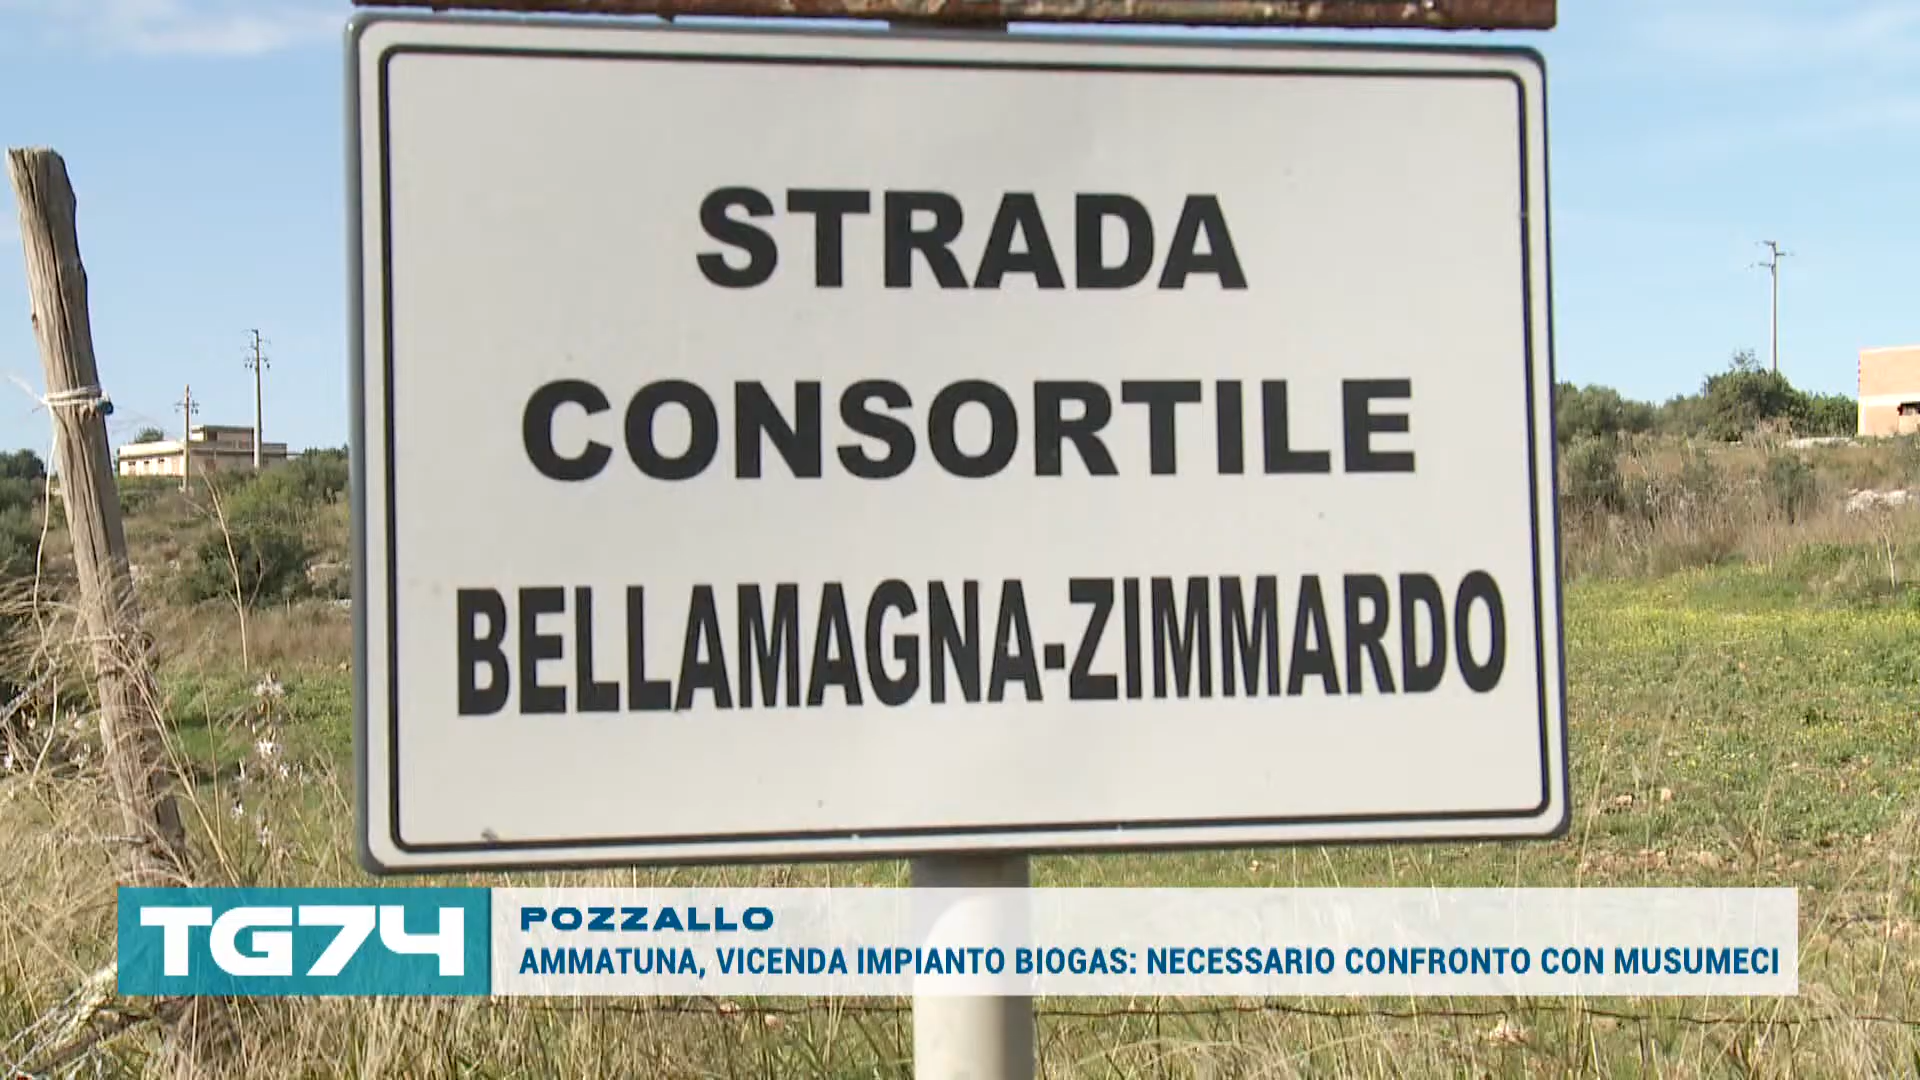 STRADA
CONSORTILE
BELLAMAGNA-ZIMMARDO
TG74
POZZALLO
AMMATUNA, VICENDA IMPIANTO BIOGAS: NECESSARIO CONFRONTO CON MUSUMECI